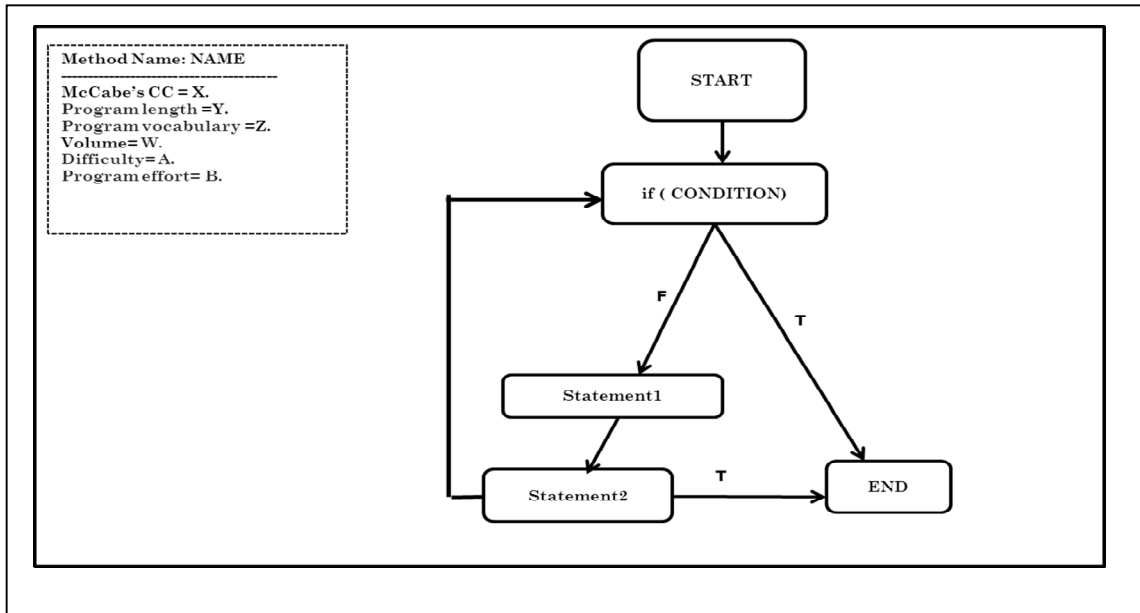 Method Name: NAME
McCabe's CC = X.
Program length =Y.
Program vocabulary =Z.
Volume= W.
Difficulty= A.
Program effort= B.
START
if ( CONDITION)
F
T
Statement1
Statement2
T
END